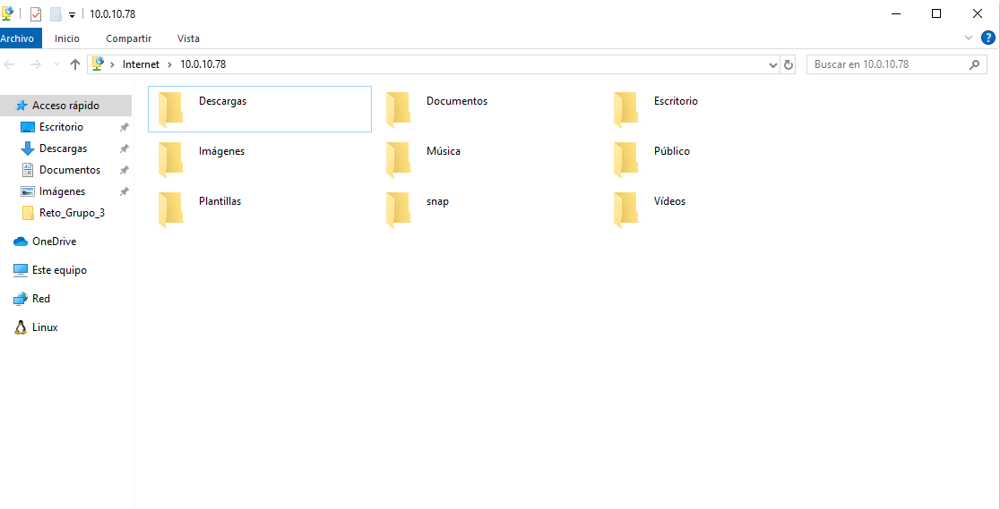 10.0.10.78
Archivo Inicio Compartir Vista
Internet 10.0.10.78 Buscar en 10.0.10.78
Acceso rápido
Escritorio
Descargas
Documentos
Imágenes
Reto_Grupo_3
OneDrive
Este equipo
Red
Linux
Descargas Documentos Escritorio
Imágenes Música Público
Plantillas snap Vídeos